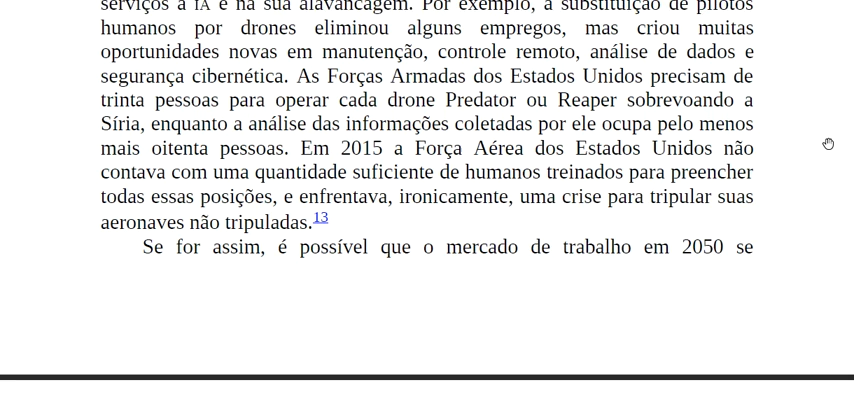 serviços à IA e na sua alavancagem. Por exemplo, a substituição de pilotos
humanos por drones eliminou alguns empregos, mas criou muitas
oportunidades novas em manutenção, controle remoto, análise de dados e
segurança cibernética. As Forças Armadas dos Estados Unidos precisam de
trinta pessoas para operar cada drone Predator ou Reaper sobrevoando a
Síria, enquanto a análise das informações coletadas por ele ocupa pelo menos
mais oitenta pessoas. Em 2015 a Força Aérea dos Estados Unidos não
contava com uma quantidade suficiente de humanos treinados para preencher
todas essas posições, e enfrentava, ironicamente, uma crise para tripular suas
aeronaves não tripuladas.13
Se for assim, é possível que o mercado de trabalho em 2050 se